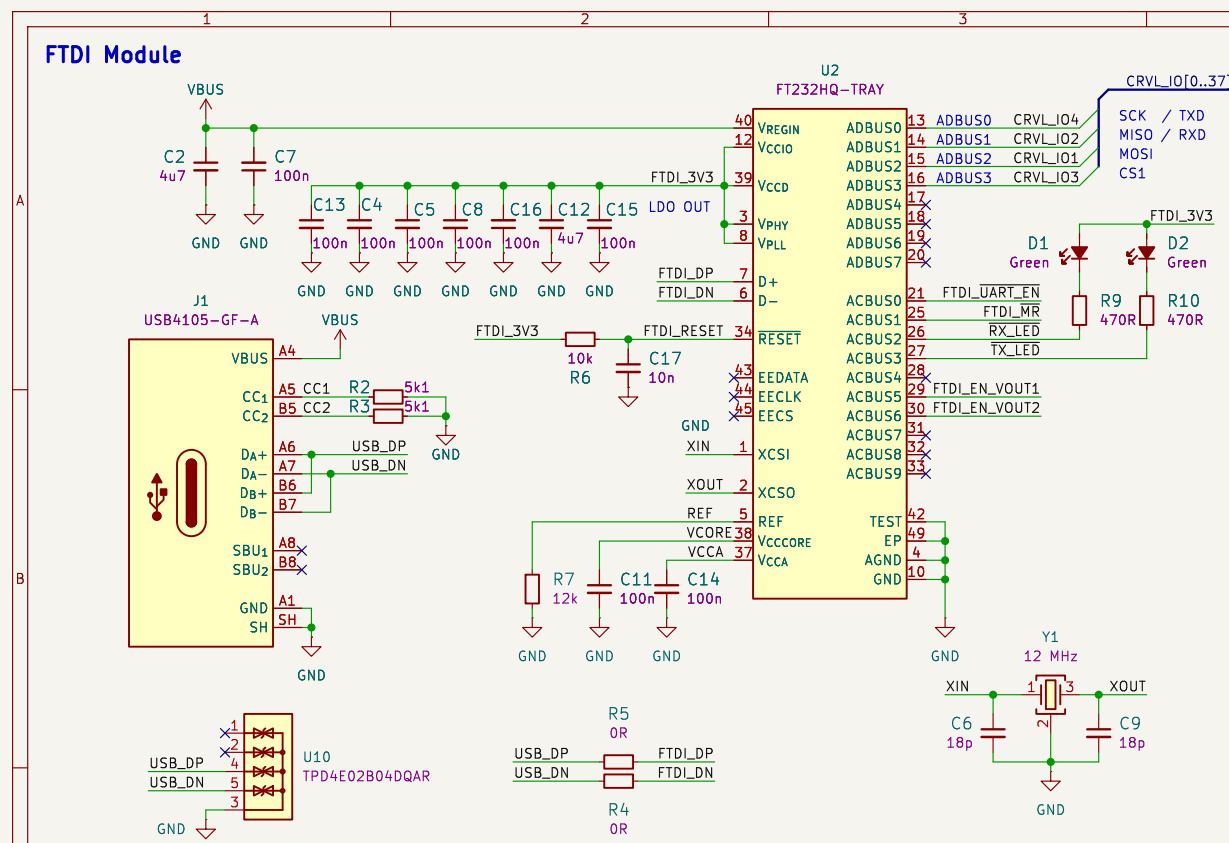 1 2 3
FTDI Module
VBUS
C2
4u7
C7
100n
GND GND
FTDI_3V3
LDO OUT
C13 C4 C5 C8 C16 C12 C15
100n 100n 100n 100n 100n 4u7 100n
GND GND GND GND GND GND GND
U2
FT232HQ-TRAY
40 VREGIN
12 VCCIO
39 VCCD
3 VPHY
8 VPLL
FTDI_DP 7 D+
FTDI_DN 6 D-
FTDI_3V3 FTDI_RESET 34 RESET
10k
R6
C17
10n
GND
43 EEDATA
44 EECLK
45 EECS
XIN 1 XCSI
XOUT 2 XCSO
REF 5 REF
VCORE 38 VCCCORE
VCCA 37 VCCA
R7
12k
C11
100n
C14
100n
GND GND GND
ADBUS0 13 ADBUS0 CRVL_IO4
ADBUS1 14 ADBUS1 CRVL_IO2
ADBUS2 15 ADBUS2 CRVL_IO1
ADBUS3 16 ADBUS3 CRVL_IO3
ADBUS4 17
ADBUS5 18
ADBUS6 19
ADBUS7 20
ACBUS0 21 FTDI_UART_EN
ACBUS1 25 FTDI_MR
ACBUS2 26 RX_LED
ACBUS3 27 TX_LED
ACBUS4 28
ACBUS5 29 FTDI_EN_VOUT1
ACBUS6 30 FTDI_EN_VOUT2
ACBUS7 31
ACBUS8 32
ACBUS9 33
TEST 42
EP 49
AGND 4
GND 10
GND
CRVL_IO[0..37]
SCK / TXD
MISO / RXD
MOSI
CS1
FTDI_3V3
D1
Green
D2
Green
R9
470R
R10
470R
A
B
J1
USB4105-GF-A
VBUS
VBUS A4
CC1 A5 CC1 R2 5k1
CC2 B5 CC2 R3 5k1
GND
DA+ A6 USB_DP
DA- A7 USB_DN
DB+ B6
DB- B7
SBU1 A8
SBU2 B8
GND A1
SH SH
GND
1
2
USB_DP 4
USB_DN 5
3
GND
U10
TPD4E02B04DQAR
R5
0R
USB_DP FTDI_DP
USB_DN FTDI_DN
R4
0R
Y1
12 MHz
XIN 1 3 XOUT
2
C6
18p
C9
18p
GND